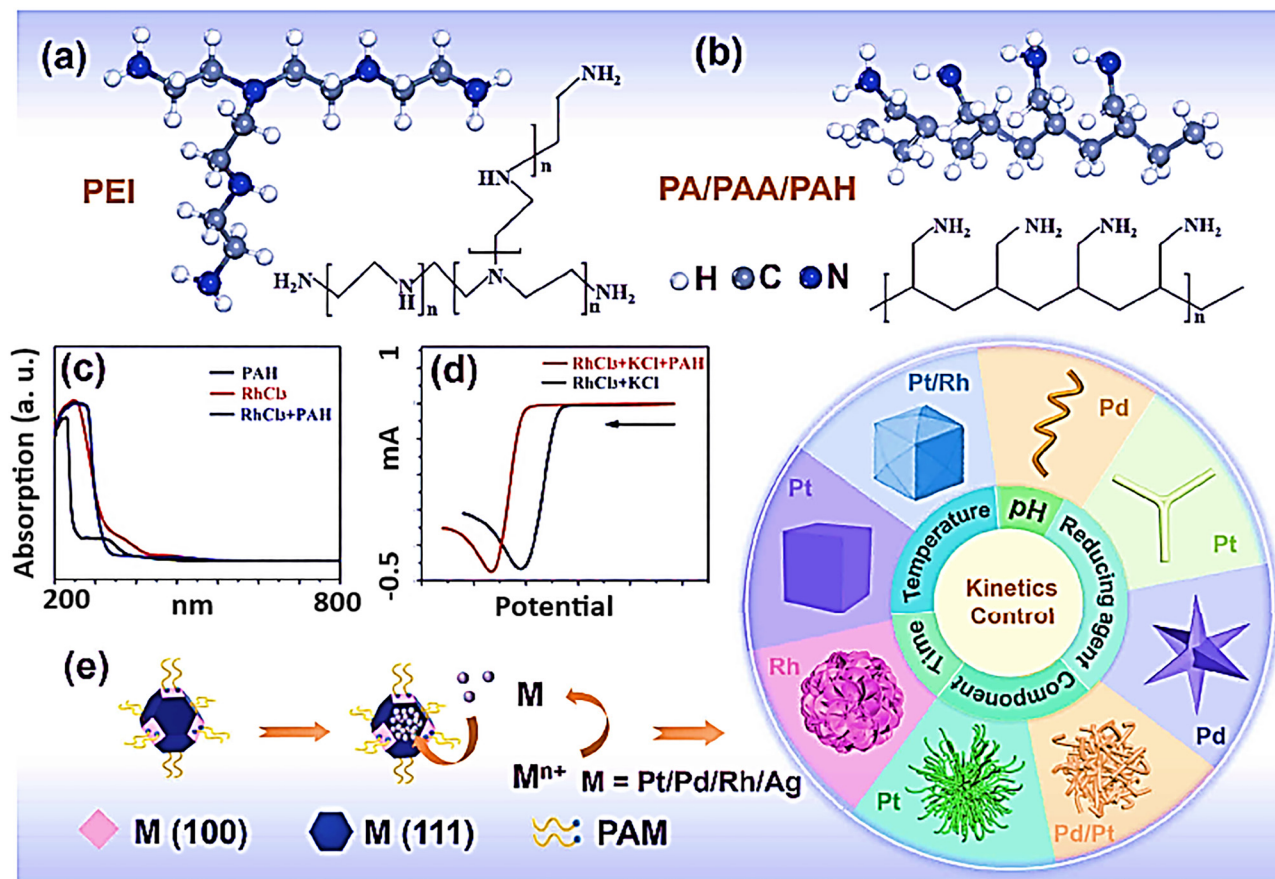 (a)
PEI
NH₂
n
HN
H₂N
N
H
n
N
n
NH₂
(b)
PA/PAA/PAH
H C N
NH₂ NH₂ NH₂ NH₂
n
(c)
PAH
RhCl₃
RhCl₃+PAH
Absorption (a. u.)
200 nm 800
(d)
RhCl₃+KCl+PAH
RhCl₃+KCl
1
mA
-0.5
Potential
(e)
M
Mⁿ⁺ M = Pt/Pd/Rh/Ag
M (100) M (111) PAM
Pt/Rh
Pd
Pt
Pd
Pd/Pt
Pt
Rh
Pt
Temperature
pH
Reducing agent
Component
Time
Kinetics
Control